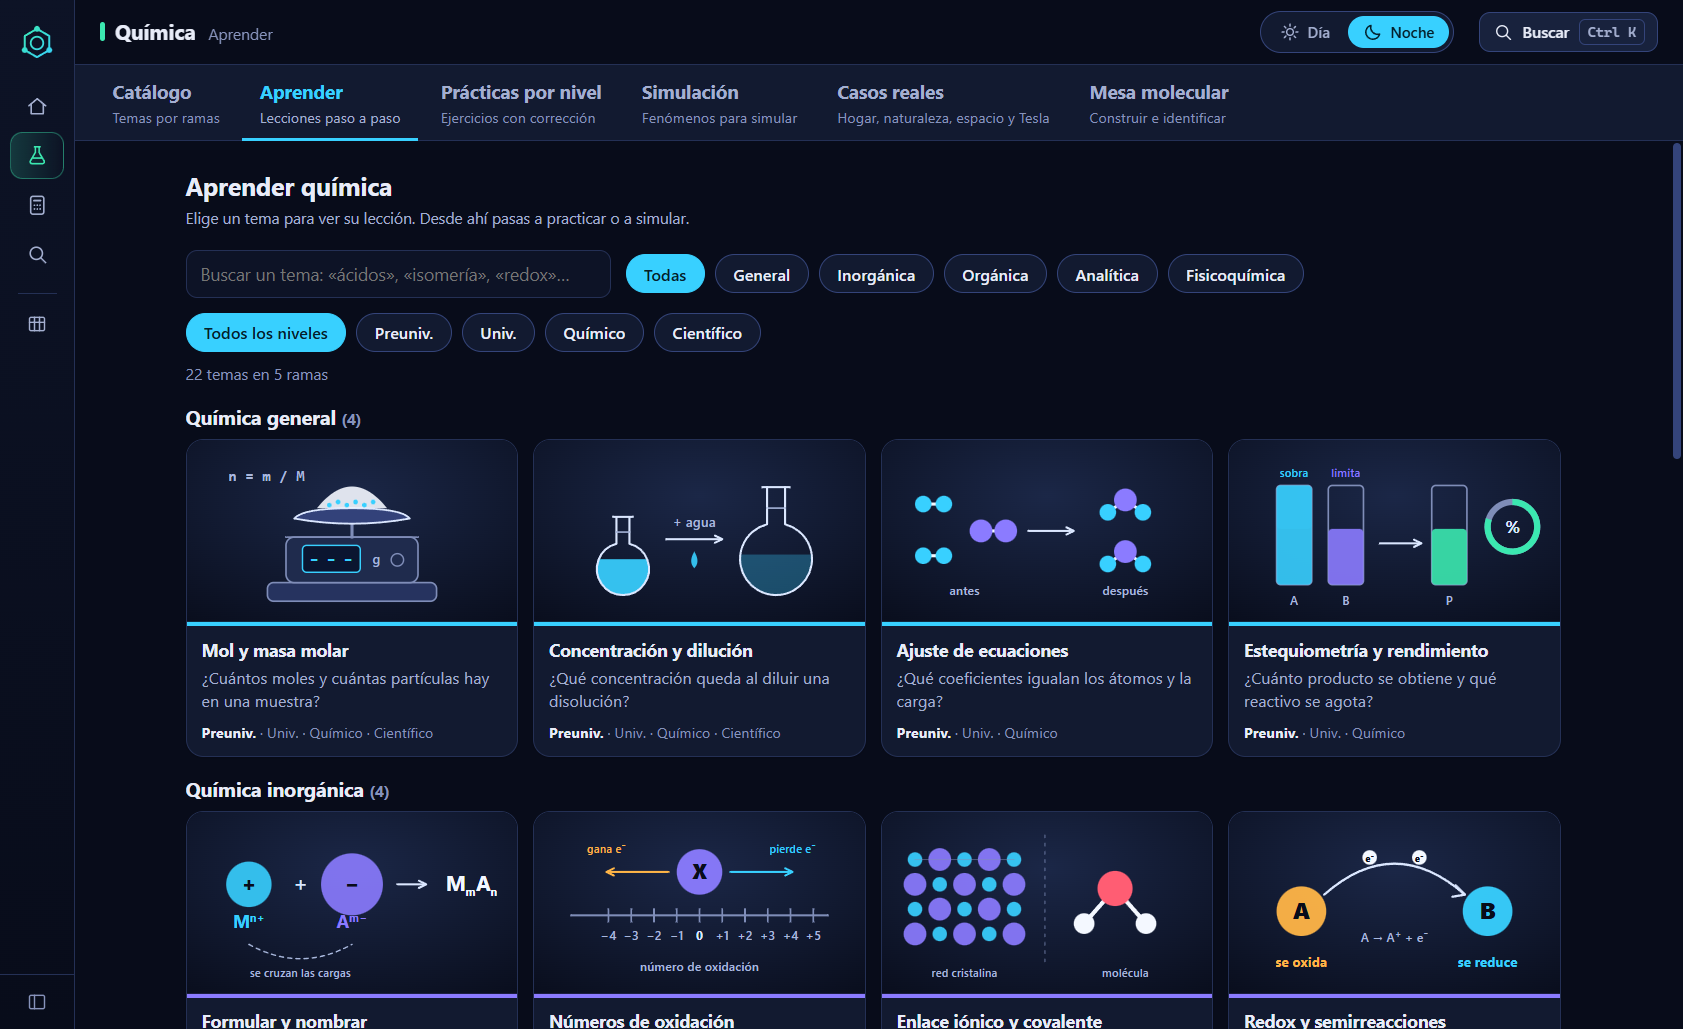 Química Aprender
Día
Noche
Buscar Ctrl K
Catálogo
Temas por ramas
Aprender
Lecciones paso a paso
Prácticas por nivel
Ejercicios con corrección
Simulación
Fenómenos para simular
Casos reales
Hogar, naturaleza, espacio y Tesla
Mesa molecular
Construir e identificar
Aprender química
Elige un tema para ver su lección. Desde ahí pasas a practicar o a simular.
Buscar un tema: «ácidos», «isomería», «redox»...
Todas
General
Inorgánica
Orgánica
Analítica
Fisicoquímica
Todos los niveles
Preuniv.
Univ.
Químico
Científico
22 temas en 5 ramas
Química general (4)
n = m / M
--- g
Mol y masa molar
¿Cuántos moles y cuántas partículas hay
en una muestra?
Preuniv. · Univ. · Químico · Científico
+ agua
Concentración y dilución
¿Qué concentración queda al diluir una
disolución?
Preuniv. · Univ. · Químico · Científico
antes
después
Ajuste de ecuaciones
¿Qué coeficientes igualan los átomos y la
carga?
Preuniv. · Univ. · Químico
sobra
limita
%
A
B
P
Estequiometría y rendimiento
¿Cuánto producto se obtiene y qué
reactivo se agota?
Preuniv. · Univ. · Químico
Química inorgánica (4)
+ + − → MmAn
Mⁿ⁺
Aᵐ⁻
se cruzan las cargas
Formular y nombrar
gana e⁻
X
pierde e⁻
−4 −3 −2 −1 0 +1 +2 +3 +4 +5
número de oxidación
Números de oxidación
red cristalina
molécula
Enlace iónico y covalente
e⁻
e⁻
A
B
A → A⁺ + e⁻
se oxida
se reduce
Redox y semirreacciones